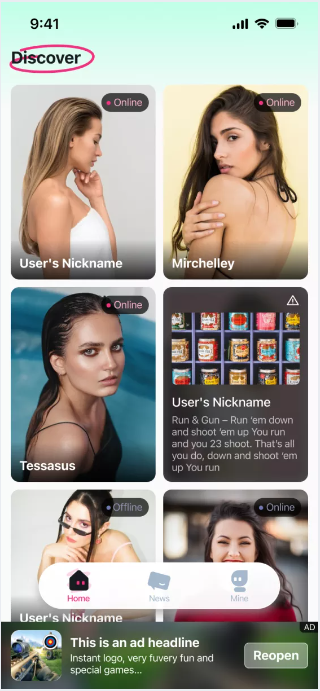 9:41
Discover
Online
Online
User's Nickname
Mirchelley
Online
Tessasus
User's Nickname
Run & Gun – Run 'em down
and shoot 'em up You run
and you 23 shoot. That's all
you do, down and shoot 'em
up You run
Offline
Online
User's Nickname
Home
News
Mine
AD
This is an ad headline
Instant logo, very fuvery fun and
special games...
Reopen